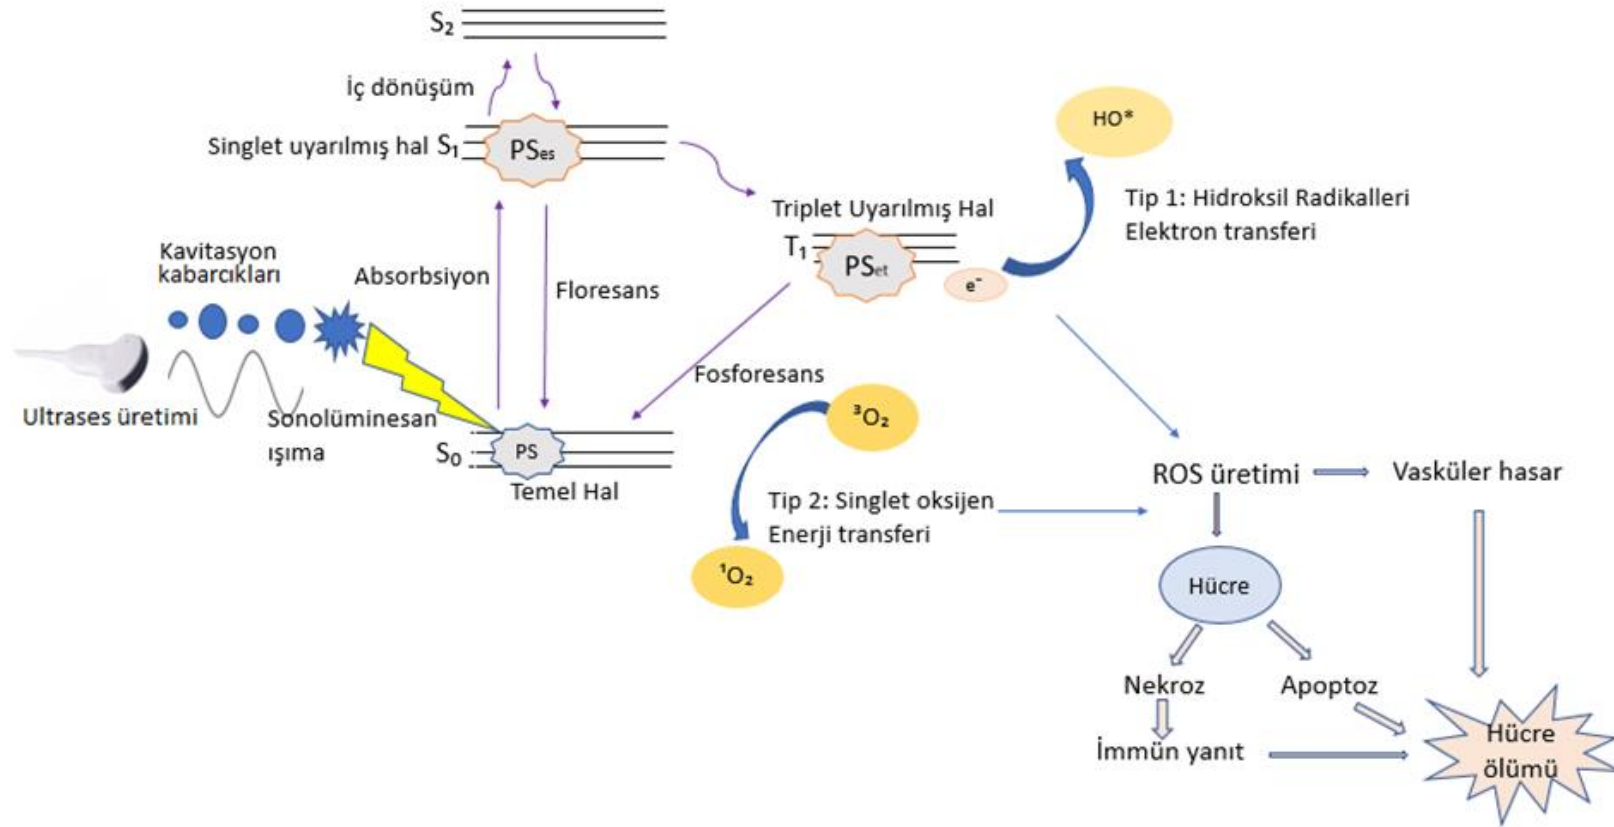 S₂
İç dönüşüm
Singlet uyarılmış hal S₁
PSes
HO*
Tip 1: Hidroksil Radikalleri
Elektron transferi
Triplet Uyarılmış Hal
T₁
PSet
e⁻
Kavitasyon
kabarcıkları
Absorbsiyon
Floresans
Ultrases üretimi
Sonolüminesan
ışıma
Fosforesans
S₀
PS
Temel Hal
³O₂
Tip 2: Singlet oksijen
Enerji transferi
¹O₂
ROS üretimi
Vasküler hasar
Hücre
Nekroz
Apoptoz
İmmün yanıt
Hücre
ölümü